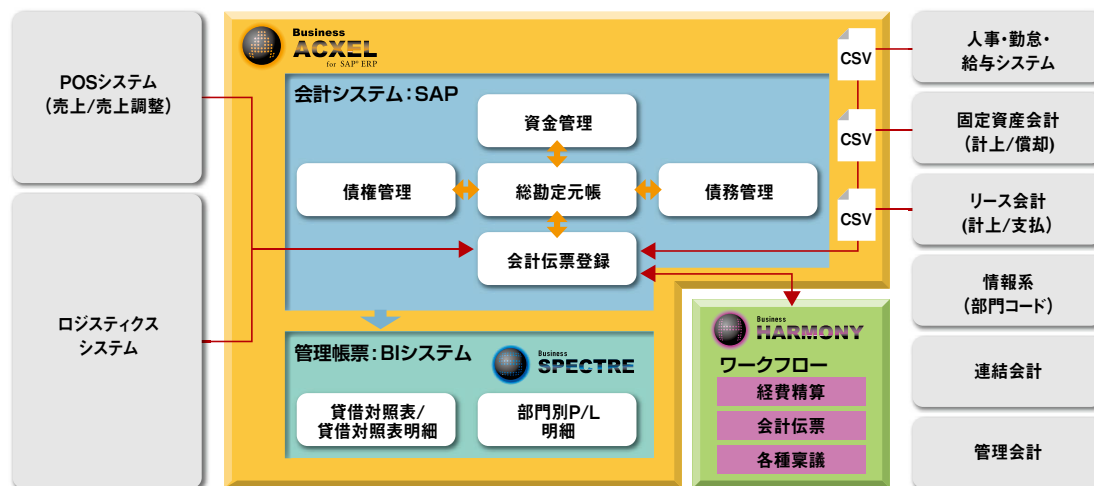 POSシステム
(売上/売上調整)
ロジスティクス
システム
Business
ACXEL
for SAP® ERP
会計システム:SAP
資金管理
債権管理
総勘定元帳
債務管理
会計伝票登録
管理帳票:BIシステム
Business
SPECTRE
貸借対照表/
貸借対照表明細
部門別P/L
明細
CSV
CSV
CSV
Business
HARMONY
ワークフロー
経費精算
会計伝票
各種稟議
人事・勤怠・
給与システム
固定資産会計
(計上/償却)
リース会計
(計上/支払)
情報系
(部門コード)
連結会計
管理会計